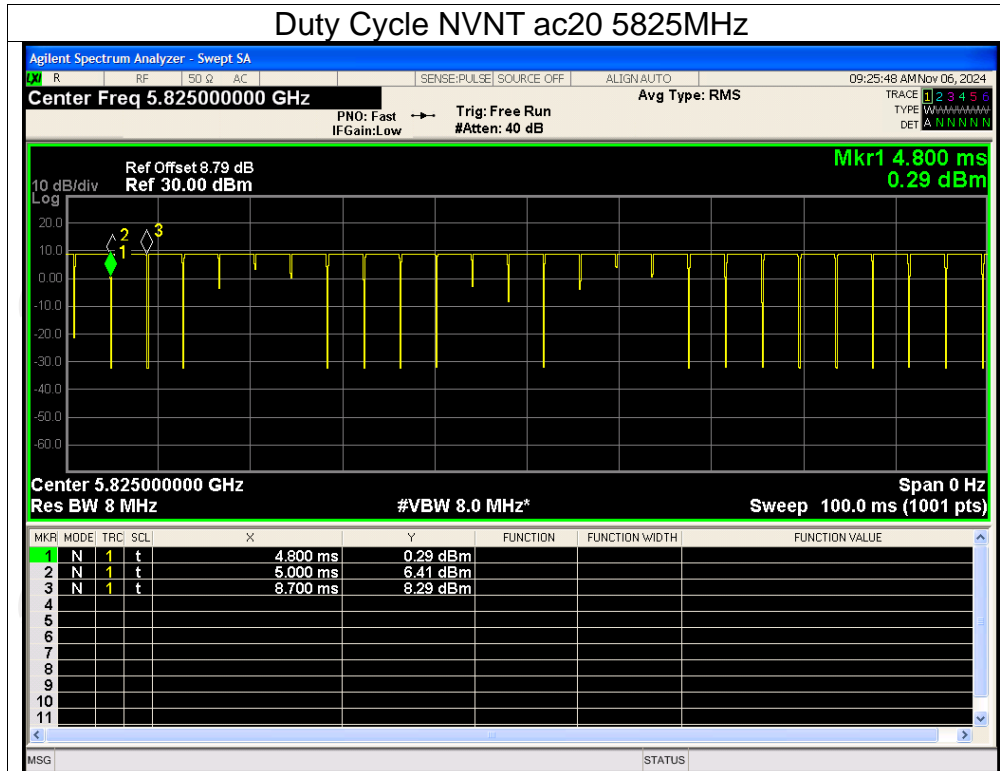 Duty Cycle NVNT ac20 5825MHz
Agilent Spectrum Analyzer - Swept SA
LXI R RF 50 Ω AC SENSE:PULSE SOURCE OFF ALIGN AUTO 09:25:48 AM Nov 06, 2024
Center Freq 5.825000000 GHz Avg Type: RMS TRACE 1 2 3 4 5 6
PNO: Fast Trig: Free Run TYPE WWWWWW
IFGain:Low #Atten: 40 dB DET A N N N N N
Mkr1 4.800 ms
Ref Offset 8.79 dB
10 dB/div Ref 30.00 dBm 0.29 dBm
Log
20.0
2 3
10.0 1
0.00
-10.0
-20.0
-30.0
-40.0
-50.0
-60.0
Center 5.825000000 GHz Span 0 Hz
Res BW 8 MHz #VBW 8.0 MHz* Sweep 100.0 ms (1001 pts)
MKR MODE TRC SCL X Y FUNCTION FUNCTION WIDTH FUNCTION VALUE
1 N 1 t 4.800 ms 0.29 dBm
2 N 1 t 5.000 ms 6.41 dBm
3 N 1 t 8.700 ms 8.29 dBm
4
5
6
7
8
9
10
11
MSG STATUS